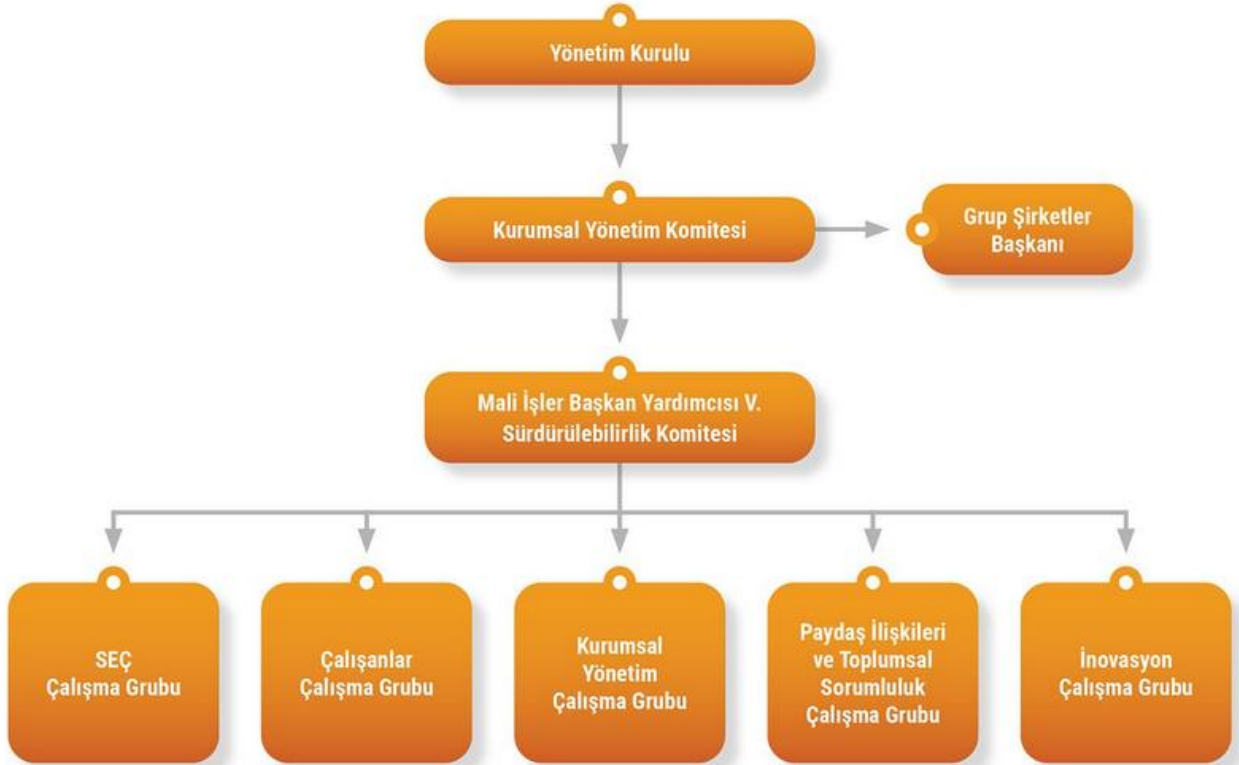 Yönetim Kurulu
Kurumsal Yönetim Komitesi
Grup Şirketler
Başkanı
Mali İşler Başkan Yardımcısı V.
Sürdürülebilirlik Komitesi
SEÇ
Çalışma Grubu
Çalışanlar
Çalışma Grubu
Kurumsal
Yönetim
Çalışma Grubu
Paydaş İlişkileri
ve Toplumsal
Sorumluluk
Çalışma Grubu
İnovasyon
Çalışma Grubu